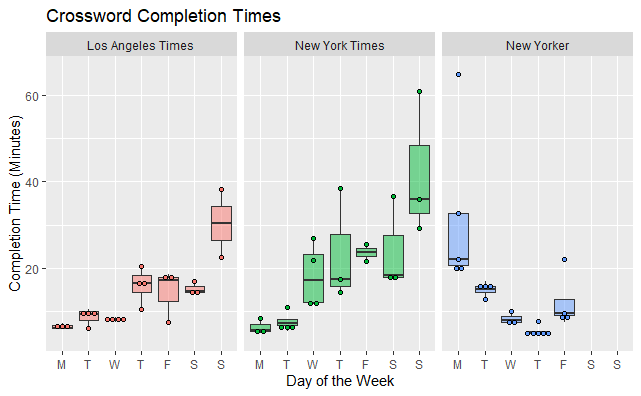 Crossword Completion Times
Los Angeles Times
New York Times
New Yorker
Completion Time (Minutes)
60
40
20
M T W T F S S
M T W T F S S
M T W T F S S
Day of the Week